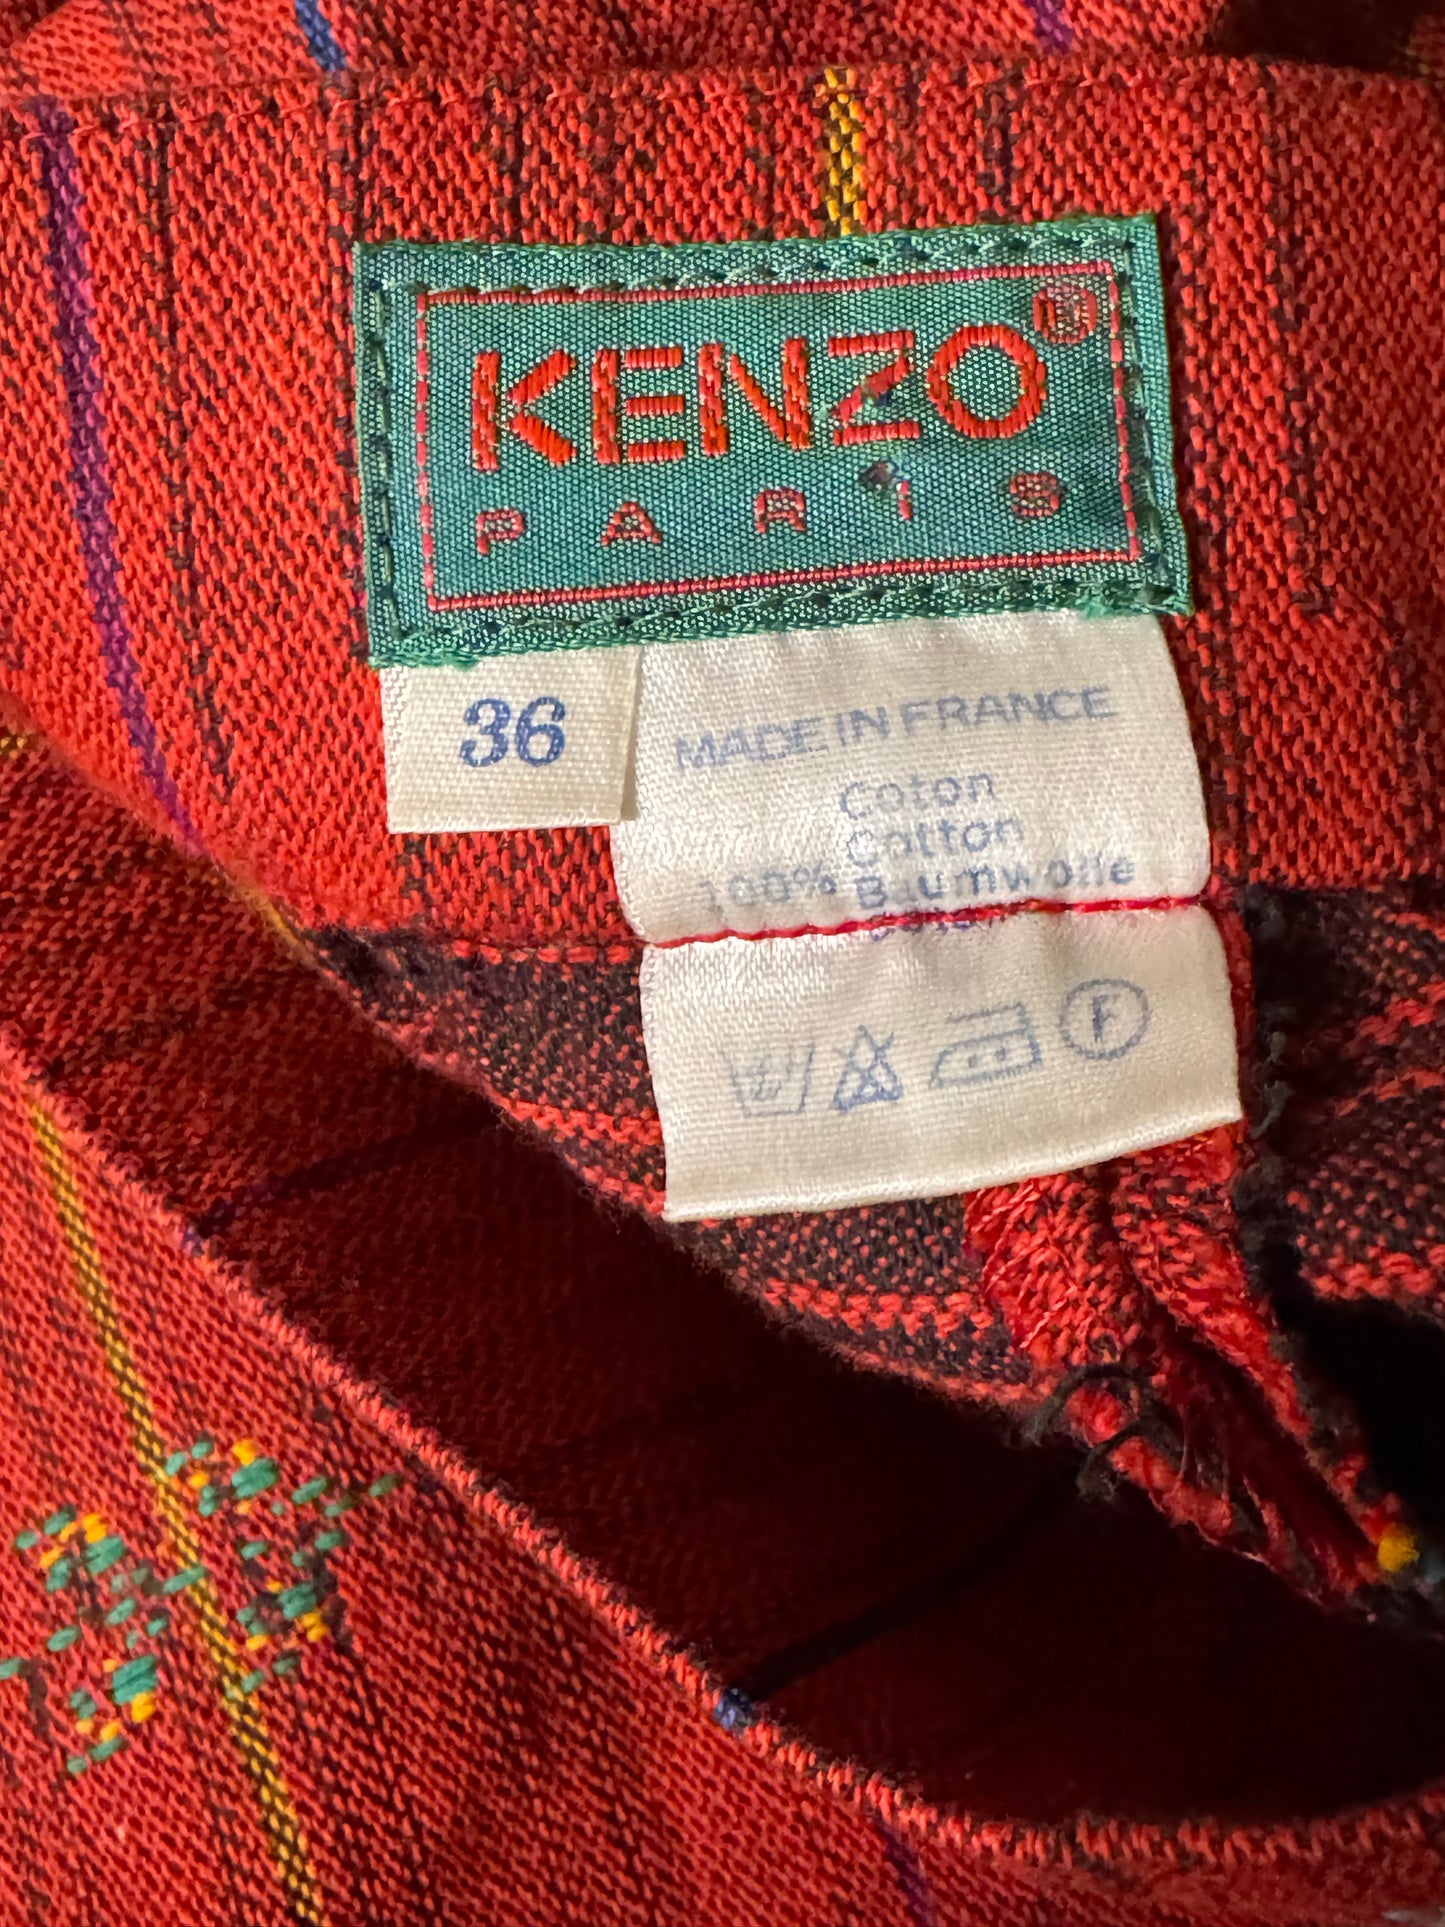 KENZO®
PARIS
36
MADE IN FRANCE
Coton
Cotton
100% Baumwolle
F